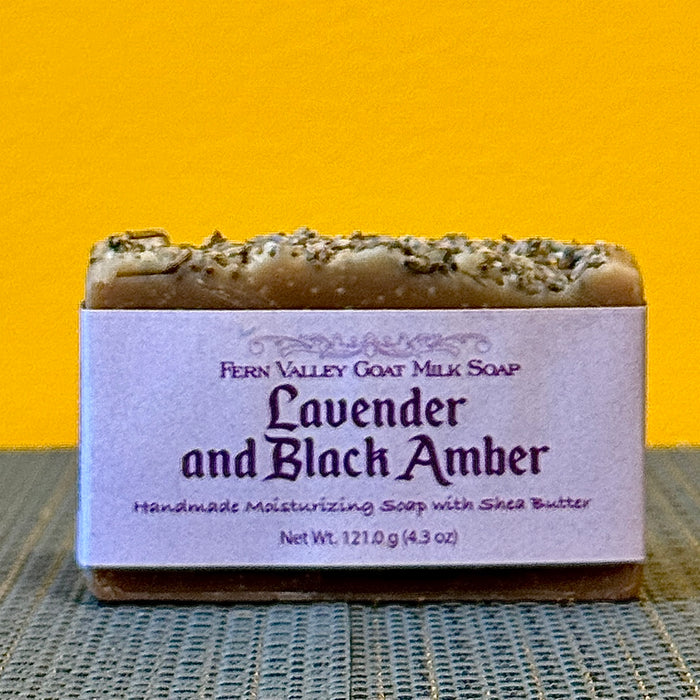 Fern Valley Goat Milk Soap
Lavender
and Black Amber
Handmade Moisturizing Soap with Shea Butter
Net Wt. 121.0 g (4.3 oz)